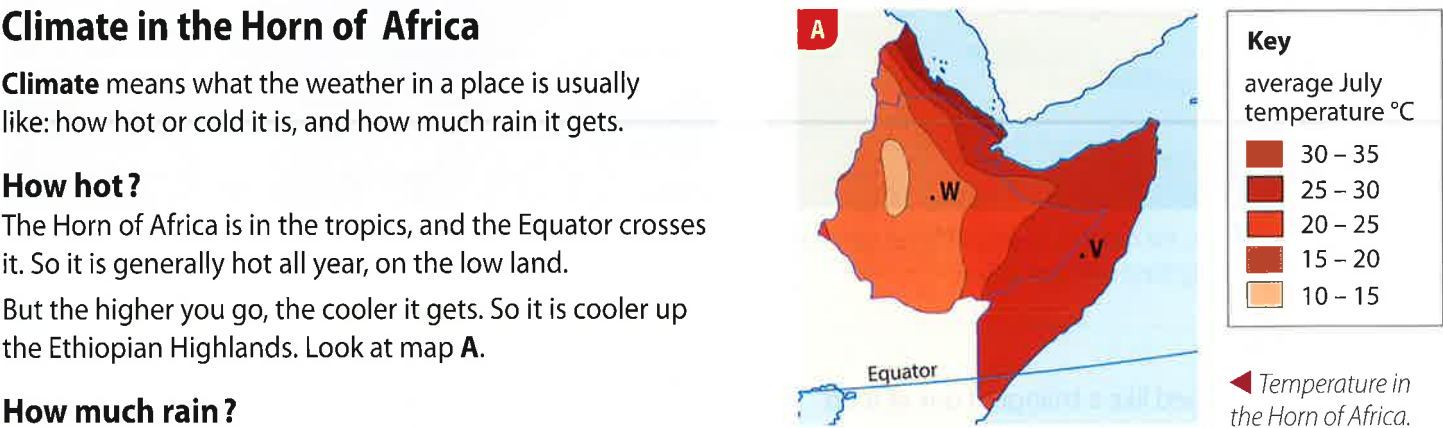 Climate in the Horn of Africa
Climate means what the weather in a place is usually
like: how hot or cold it is, and how much rain it gets.
How hot?
The Horn of Africa is in the tropics, and the Equator crosses
it. So it is generally hot all year, on the low land.
But the higher you go, the cooler it gets. So it is cooler up
the Ethiopian Highlands. Look at map A.
How much rain?
A
.W
.V
Equator
Key
average July
temperature °C
30 – 35
25 – 30
20 – 25
15 – 20
10 – 15
◀ Temperature in
the Horn of Africa.